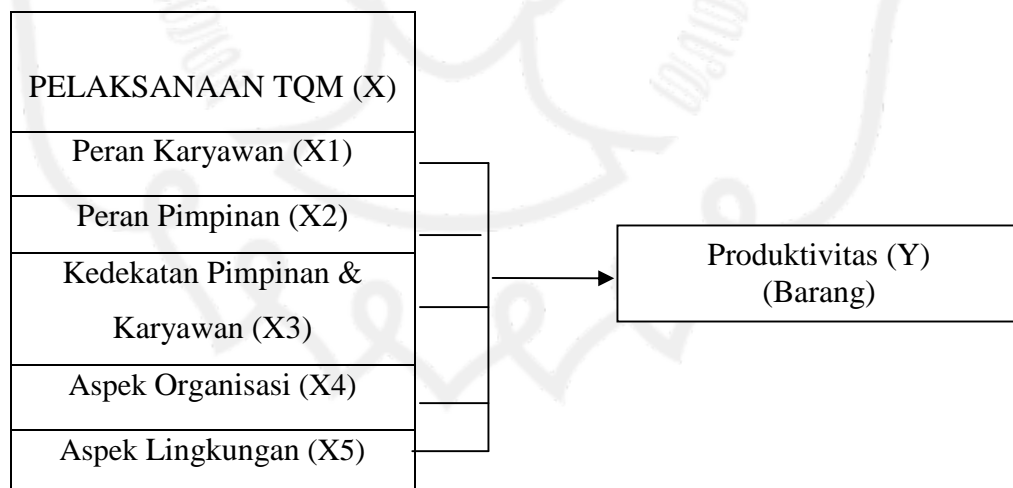 PELAKSANAAN TQM (X)
Peran Karyawan (X1)
Peran Pimpinan (X2)
Kedekatan Pimpinan &
Karyawan (X3)
Aspek Organisasi (X4)
Aspek Lingkungan (X5)
Produktivitas (Y)
(Barang)